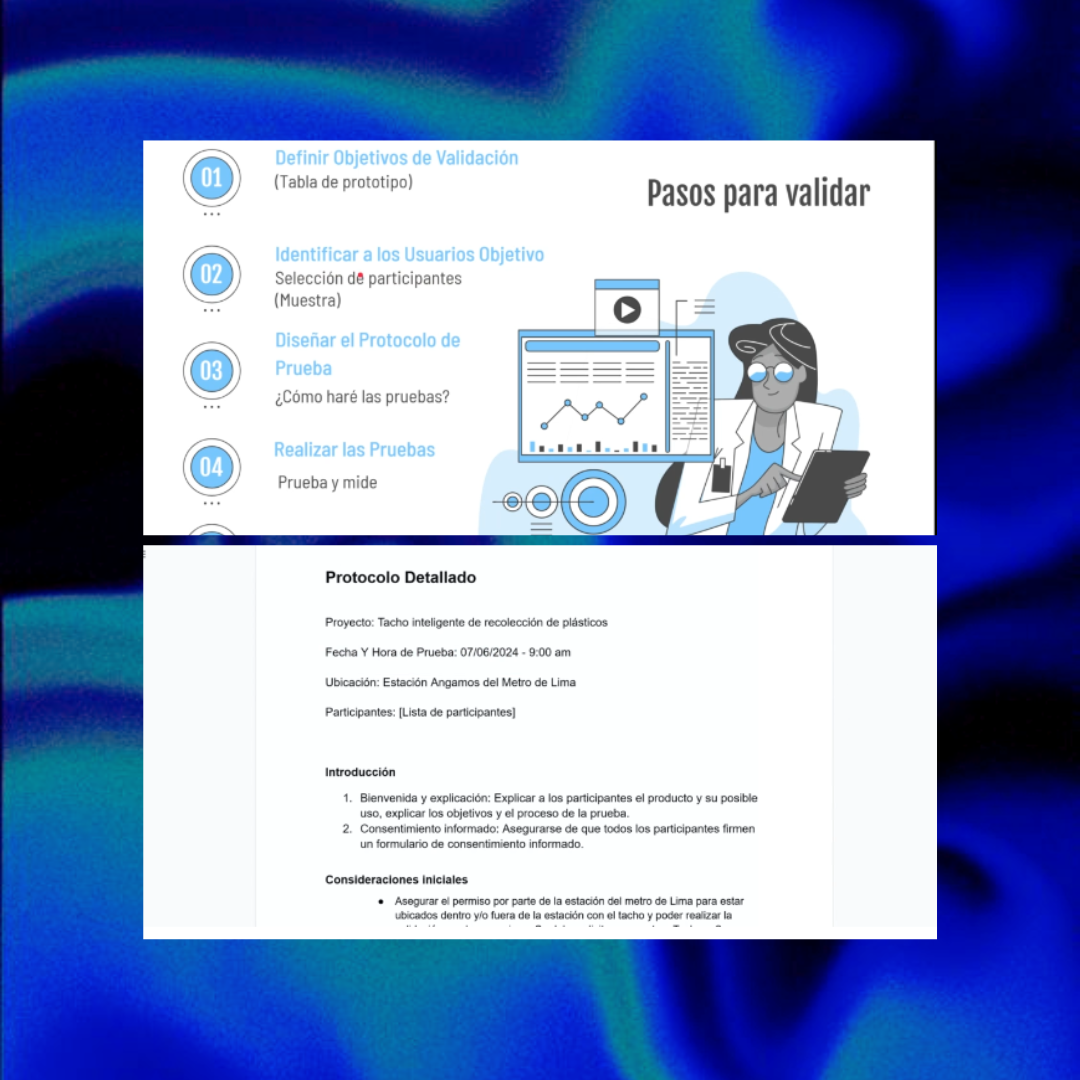 01
Definir Objetivos de Validación
(Tabla de prototipo)
Pasos para validar
02
Identificar a los Usuarios Objetivo
Selección de participantes
(Muestra)
03
Diseñar el Protocolo de
Prueba
¿Cómo haré las pruebas?
04
Realizar las Pruebas
Prueba y mide
Protocolo Detallado
Proyecto: Tacho inteligente de recolección de plásticos
Fecha Y Hora de Prueba: 07/06/2024 - 9:00 am
Ubicación: Estación Angamos del Metro de Lima
Participantes: [Lista de participantes]
Introducción
1. Bienvenida y explicación: Explicar a los participantes el producto y su posible
uso, explicar los objetivos y el proceso de la prueba.
2. Consentimiento informado: Asegurarse de que todos los participantes firmen
un formulario de consentimiento informado.
Consideraciones iniciales
● Asegurar el permiso por parte de la estación del metro de Lima para estar
ubicados dentro y/o fuera de la estación con el tacho y poder realizar la